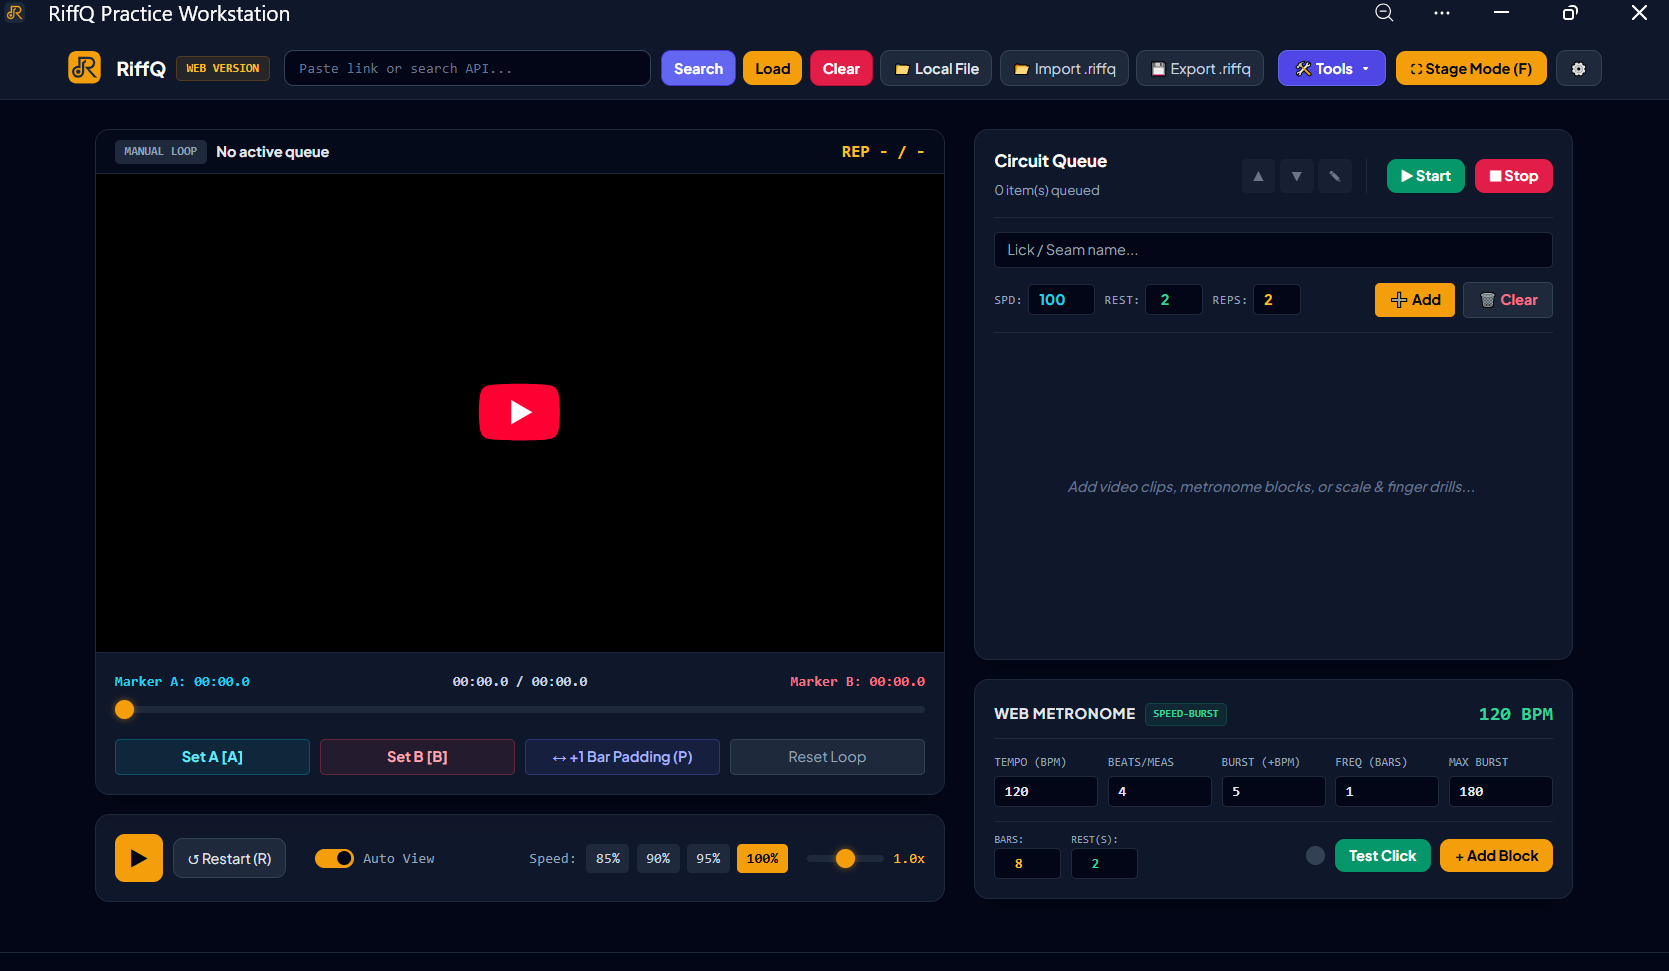 RiffQ Practice Workstation
RiffQ WEB VERSION Paste link or search API... Search Load Clear Local File Import .riffq Export .riffq Tools Stage Mode (F)
MANUAL LOOP No active queue REP - / -
Marker A: 00:00.0 00:00.0 / 00:00.0 Marker B: 00:00.0
Set A [A] Set B [B] ↔ +1 Bar Padding (P) Reset Loop
↺ Restart (R) Auto View Speed: 85% 90% 95% 100% 1.0x
Circuit Queue
0 item(s) queued
▲ ▼ ▶ Start ■ Stop
Lick / Seam name...
SPD: 100 REST: 2 REPS: 2 ➕ Add Clear
Add video clips, metronome blocks, or scale & finger drills...
WEB METRONOME SPEED-BURST 120 BPM
TEMPO (BPM) BEATS/MEAS BURST (+BPM) FREQ (BARS) MAX BURST
120 4 5 1 180
BARS: REST(S):
8 2 Test Click + Add Block